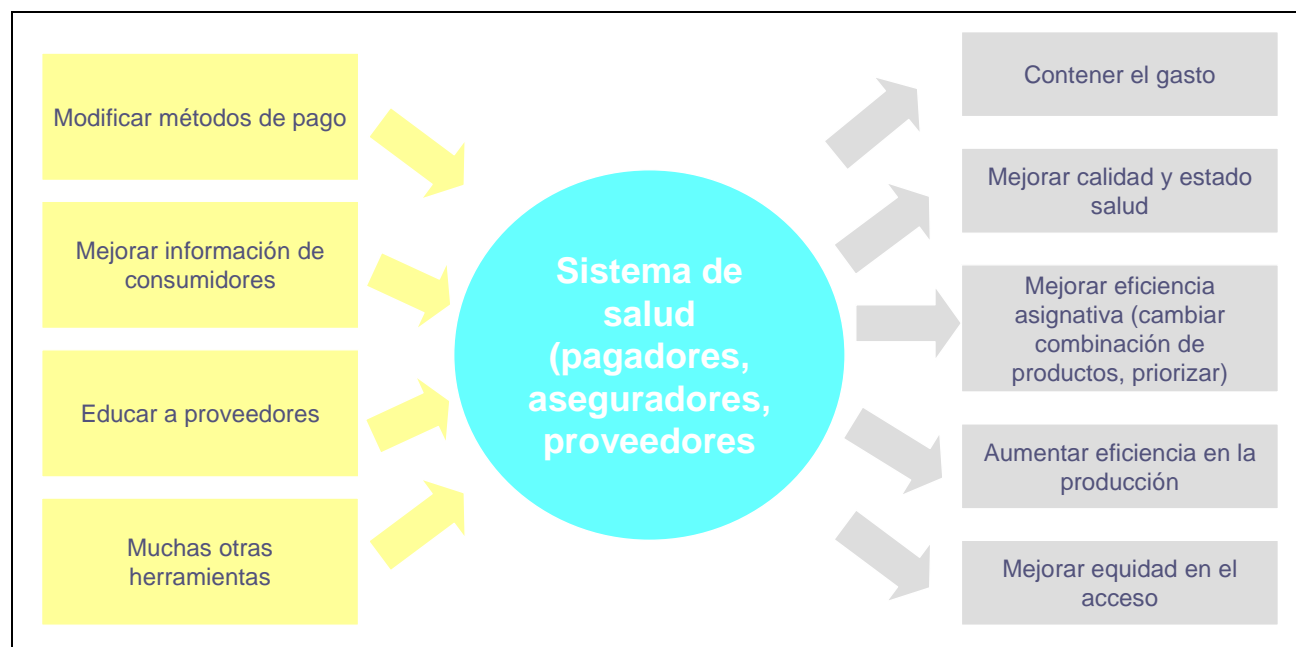 Modificar métodos de pago
Mejorar información de
consumidores
Educar a proveedores
Muchas otras
herramientas
Sistema de
salud
(pagadores,
aseguradores,
proveedores
Contener el gasto
Mejorar calidad y estado
salud
Mejorar eficiencia
asignativa (cambiar
combinación de
productos, priorizar)
Aumentar eficiencia en la
producción
Mejorar equidad en el
acceso